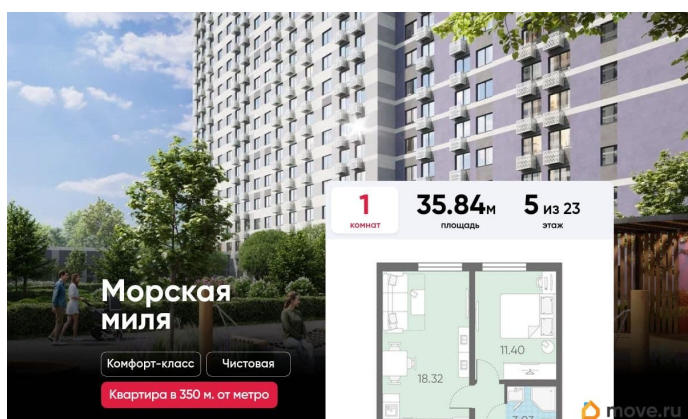 1
комнат
35.84м
площадь
5 из 23
этаж
Морская
миля
Комфорт-класс
Чистовая
Квартира в 350 м. от метро
18.32
11.40
move.ru